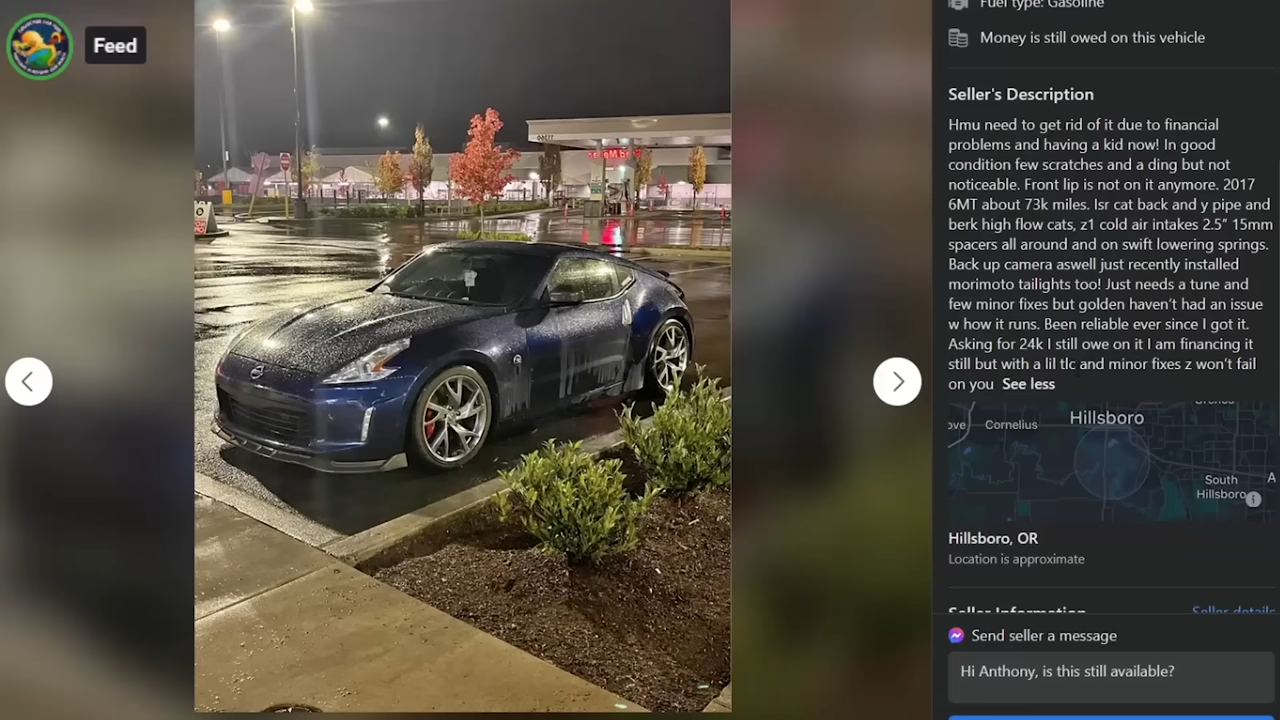 Feed
Fuel type: Gasoline
Money is still owed on this vehicle
Seller's Description
Hmu need to get rid of it due to financial
problems and having a kid now! In good
condition few scratches and a ding but not
noticeable. Front lip is not on it anymore. 2017
6MT about 73k miles. Isr cat back and y pipe and
berk high flow cats, z1 cold air intakes 2.5” 15mm
spacers all around and on swift lowering springs.
Back up camera aswell just recently installed
morimoto tailights too! Just needs a tune and
few minor fixes but golden haven’t had an issue
w how it runs. Been reliable ever since I got it.
Asking for 24k I still owe on it I am financing it
still but with a lil tlc and minor fixes z won’t fail
on you See less
Hillsboro
ove
Cornelius
South
Hillsboro
A
Hillsboro, OR
Location is approximate
Seller Information
Seller details
Send seller a message
Hi Anthony, is this still available?